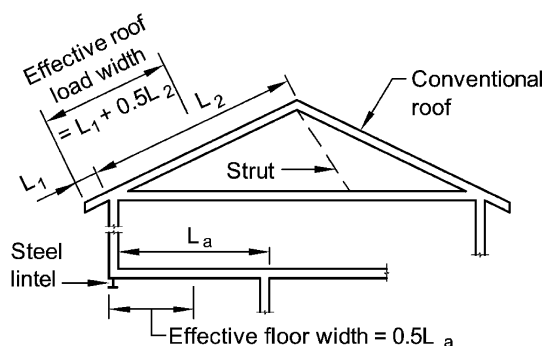 Effective roof
load width
= L₁ + 0.5L₂
L₁
L₂
Conventional
roof
Strut
Lₐ
Steel
lintel
Effective floor width = 0.5Lₐ